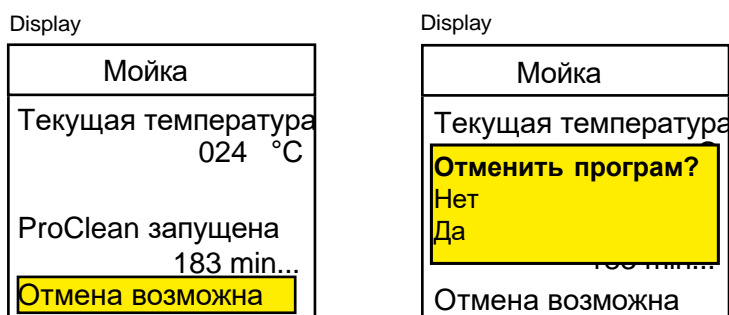 Display
Мойка
Текущая температура
024 °C
ProClean запущена
183 min...
Отмена возможна
Display
Мойка
Текущая температура
Отменить програм?
Нет
Да
Отмена возможна